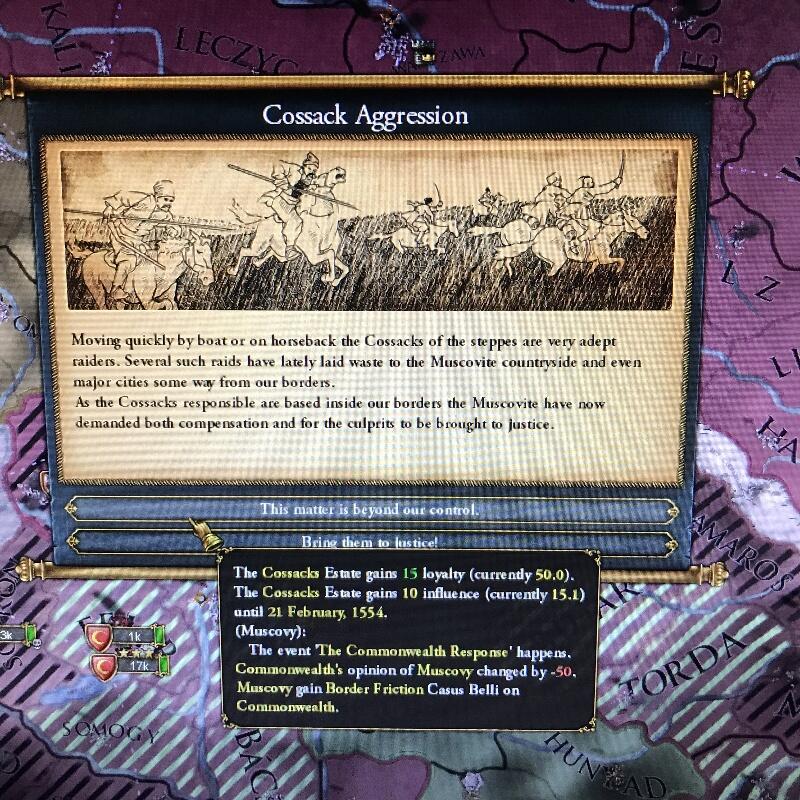 KALI
LECZYC
WARSZAWA
Cossack Aggression
Moving quickly by boat or on horseback the Cossacks of the steppes are very adept
raiders. Several such raids have lately laid waste to the Muscovite countryside and even
major cities some way from our borders.
As the Cossacks responsible are based inside our borders the Muscovite have now
demanded both compensation and for the culprits to be brought to justice.
This matter is beyond our control.
Bring them to Justice!
The Cossacks Estate gains 15 loyalty (currently 50.0).
The Cossacks Estate gains 10 influence (currently 15.1)
until 21 February, 1554.
(Muscovy):
The event 'The Commonwealth Response' happens.
Commonwealth's opinion of Muscovy changed by -50.
Muscovy gain Border Friction Casus Belli on
Commonwealth.
3k
1k
17k
AMAROS
TORDA
SOMOGY
BÁC
HUNYAD